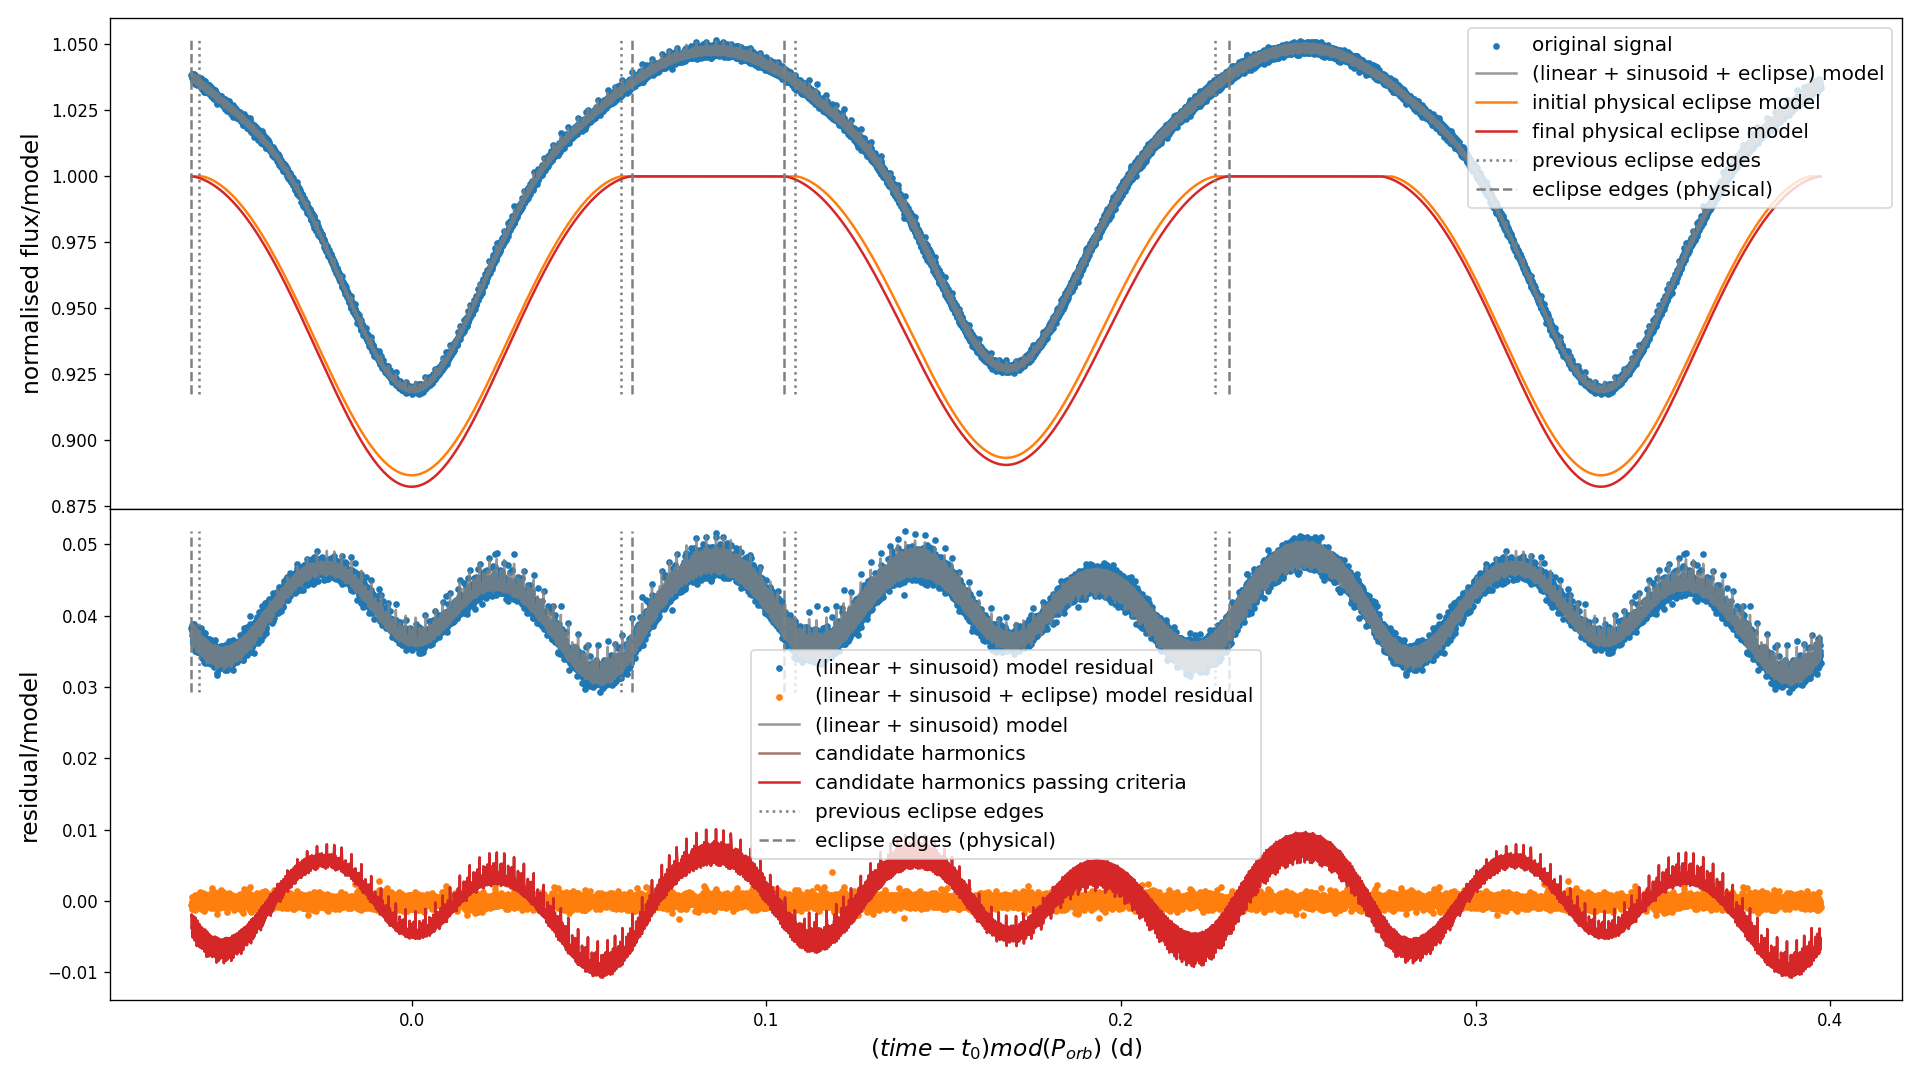 1.050
1.025
1.000
0.975
0.950
0.925
0.900
0.875
normalised flux/model
original signal
(linear + sinusoid + eclipse) model
initial physical eclipse model
final physical eclipse model
previous eclipse edges
eclipse edges (physical)
0.05
0.04
0.03
0.02
0.01
0.00
−0.01
residual/model
(linear + sinusoid) model residual
(linear + sinusoid + eclipse) model residual
(linear + sinusoid) model
candidate harmonics
candidate harmonics passing criteria
previous eclipse edges
eclipse edges (physical)
0.0 0.1 0.2 0.3 0.4
(time − t₀)mod(P_orb) (d)